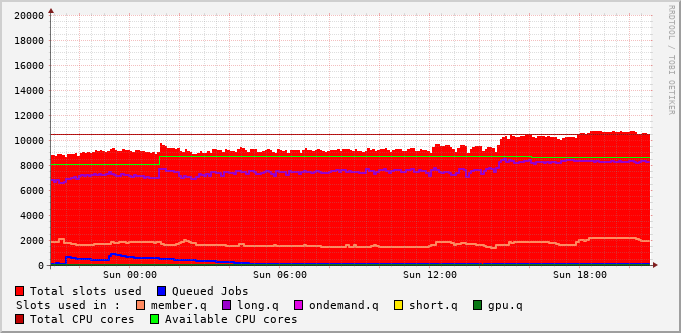 20000
18000
16000
14000
12000
10000
8000
6000
4000
2000
0
Sun 00:00 Sun 06:00 Sun 12:00 Sun 18:00
Total slots used Queued Jobs
Slots used in : member.q long.q ondemand.q short.q gpu.q
Total CPU cores Available CPU cores
RRDTOOL / TOBI OETIKER